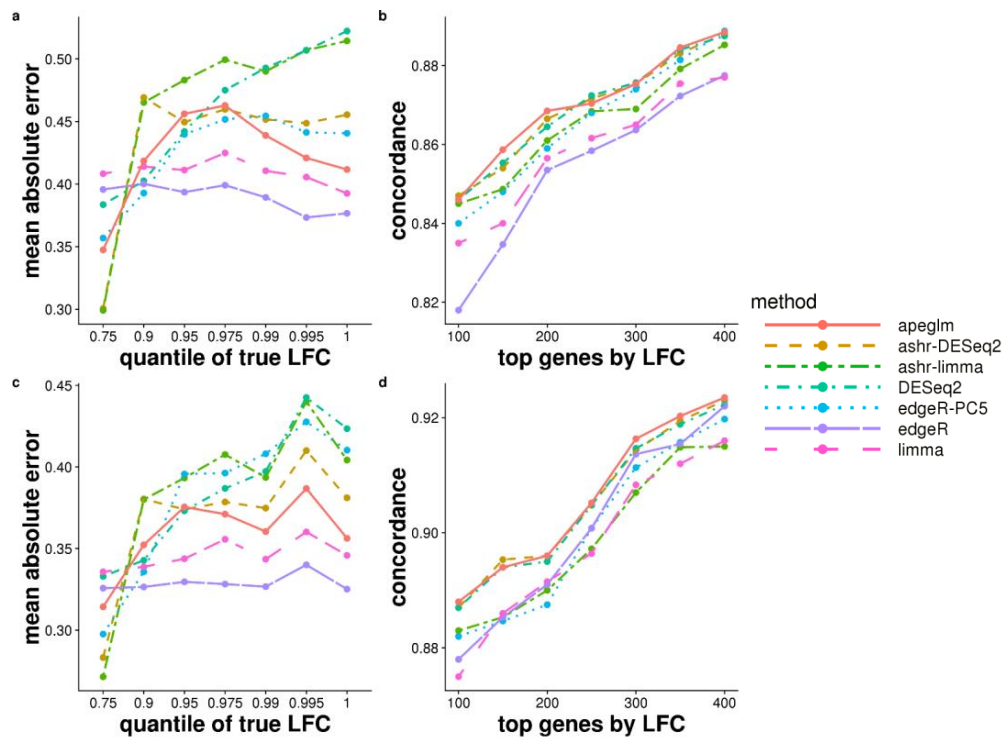 a
mean absolute error
0.50
0.45
0.40
0.35
0.30
0.75 0.9 0.95 0.975 0.99 0.995 1
quantile of true LFC
b
concordance
0.88
0.86
0.84
0.82
100 200 300 400
top genes by LFC
method
apeglm
ashr-DESeq2
ashr-limma
DESeq2
edgeR-PC5
edgeR
limma
c
mean absolute error
0.45
0.40
0.35
0.30
0.75 0.9 0.95 0.975 0.99 0.995 1
quantile of true LFC
d
concordance
0.92
0.90
0.88
100 200 300 400
top genes by LFC